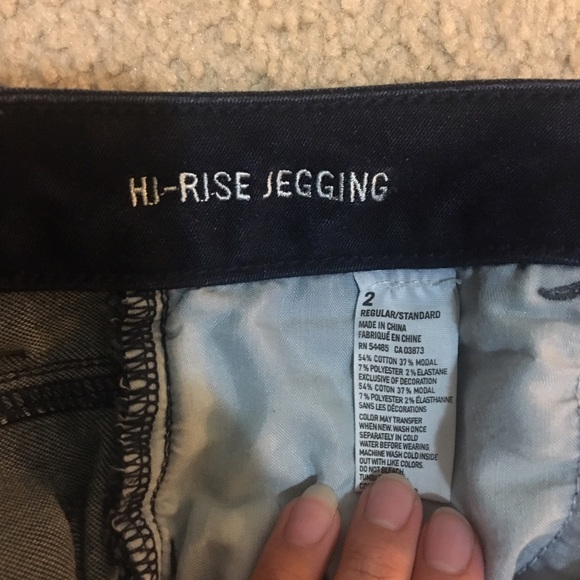 HI-RISE JEGGING
2
REGULAR/STANDARD
MADE IN CHINA
FABRIQUÉ EN CHINE
RN 54485 CA 03873
54% COTTON 37% MODAL
7% POLYESTER 2% ELASTANE
EXCLUSIVE OF DECORATION
54% COTON 37% MODAL
7% POLYESTER 2% ÉLASTHANNE
SANS LES DÉCORATIONS
COLOR MAY TRANSFER
WHEN NEW. WASH ONCE
SEPARATELY IN COLD
WATER BEFORE WEARING.
MACHINE WASH COLD INSIDE
OUT WITH LIKE COLORS.
DO NOT BLEACH.